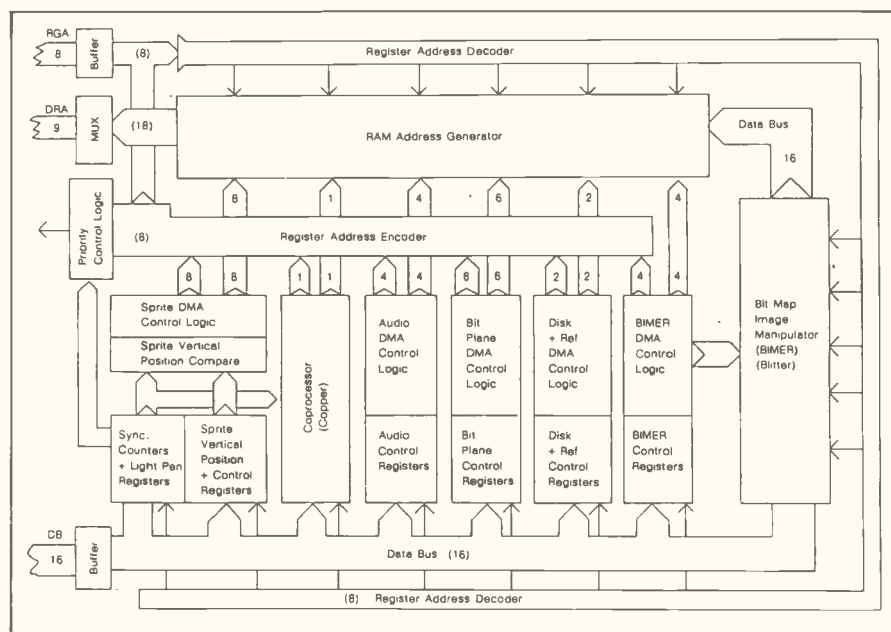 RGA
8
Buffer
(8)
Register Address Decoder
DRA
9
MUX
(18)
RAM Address Generator
Data Bus
16
8
1
4
6
2
4
Priority
Control Logic
(8)
Register Address Encoder
8
8
1
1
4
4
6
6
2
2
4
4
Sprite DMA
Control Logic
Sprite Vertical
Position Compare
Sync.
Counters
+ Light Pen
Registers
Sprite
Vertical
Position
+ Control
Registers
Coprocessor
(Copper)
Audio
DMA
Control
Logic
Audio
Control
Registers
Bit
Plane
DMA
Control
Logic
Bit
Plane
Control
Registers
Disk
+ Ref
DMA
Control
Logic
Disk
+ Ref
Control
Registers
BIMER
DMA
Control
Logic
BIMER
Control
Registers
Bit Map
Image
Manipulator
(BIMER)
(Blitter)
DB
16
Buffer
Data Bus (16)
(8) Register Address Decoder